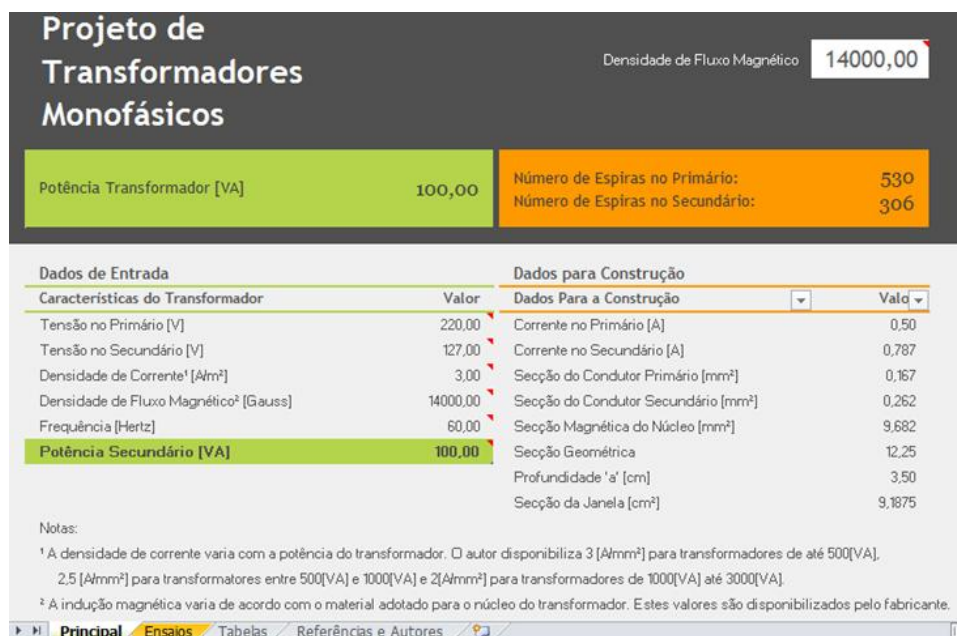 Projeto de
Transformadores
Monofásicos
Densidade de Fluxo Magnético 14000,00
Potência Transformador [VA] 100,00
Número de Espiras no Primário: 530
Número de Espiras no Secundário: 306
Dados de Entrada
Características do Transformador Valor
Tensão no Primário [V] 220,00
Tensão no Secundário [V] 127,00
Densidade de Corrente¹ [A/m²] 3,00
Densidade de Fluxo Magnético² [Gauss] 14000,00
Frequência [Hertz] 60,00
Potência Secundário [VA] 100,00
Dados para Construção
Dados Para a Construção Valo
Corrente no Primário [A] 0,50
Corrente no Secundário [A] 0,787
Secção do Condutor Primário [mm²] 0,167
Secção do Condutor Secundário [mm²] 0,262
Secção Magnética do Núcleo [mm²] 9,682
Secção Geométrica 12,25
Profundidade 'a' [cm] 3,50
Secção da Janela [cm²] 9,1875
Notas:
¹ A densidade de corrente varia com a potência do transformador. O autor disponibiliza 3 [A/mm²] para transformadores de até 500[VA],
2,5 [A/mm²] para transformatores entre 500[VA] e 1000[VA] e 2[A/mm²] para transformadores de 1000[VA] até 3000[VA].
² A indução magnética varia de acordo com o material adotado para o núcleo do transformador. Estes valores são disponibilizados pelo fabricante.
Principal Ensaios Tabelas Referências e Autores